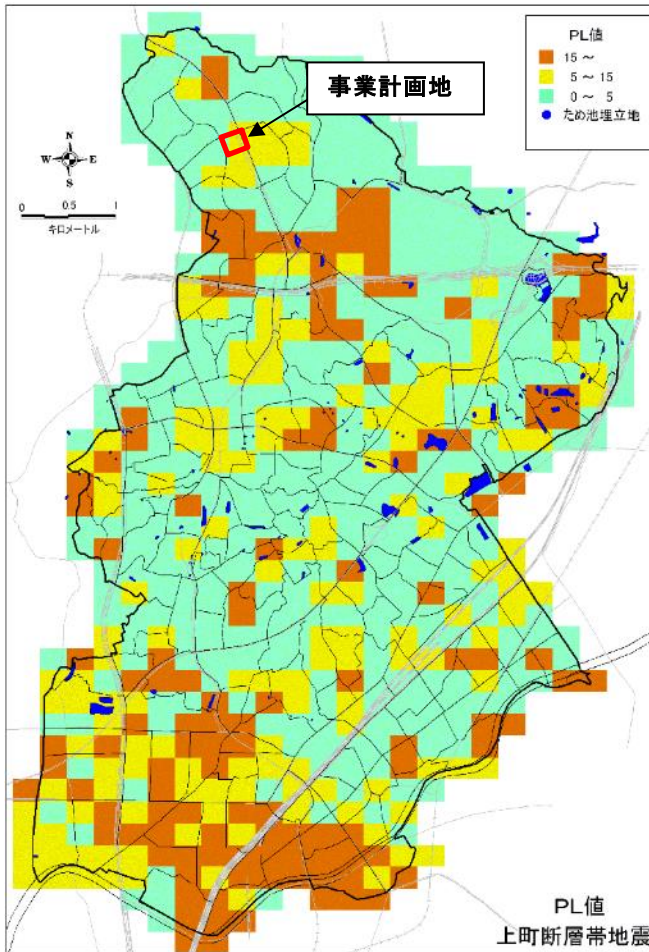 PL値
15 ～
5 ～ 15
0 ～ 5
ため池埋立地
事業計画地
N
W E
S
0 0.5 1
キロメートル
PL値
上町断層帯地震